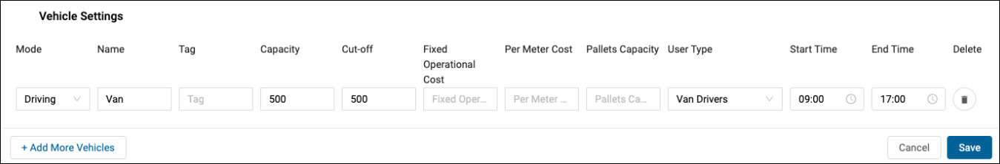 Vehicle Settings
Mode Name Tag Capacity Cut-off Fixed Operational Cost Per Meter Cost Pallets Capacity User Type Start Time End Time Delete
Driving Van Tag 500 500 Fixed Oper... Per Meter ... Pallets Ca... Van Drivers 09:00 17:00
+ Add More Vehicles Cancel Save